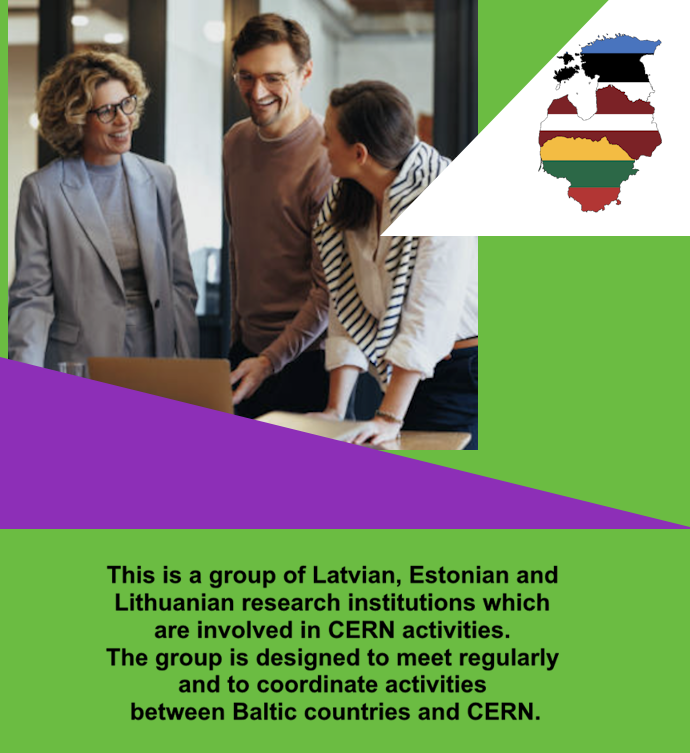 This is a group of Latvian, Estonian and
Lithuanian research institutions which
are involved in CERN activities.
The group is designed to meet regularly
and to coordinate activities
between Baltic countries and CERN.